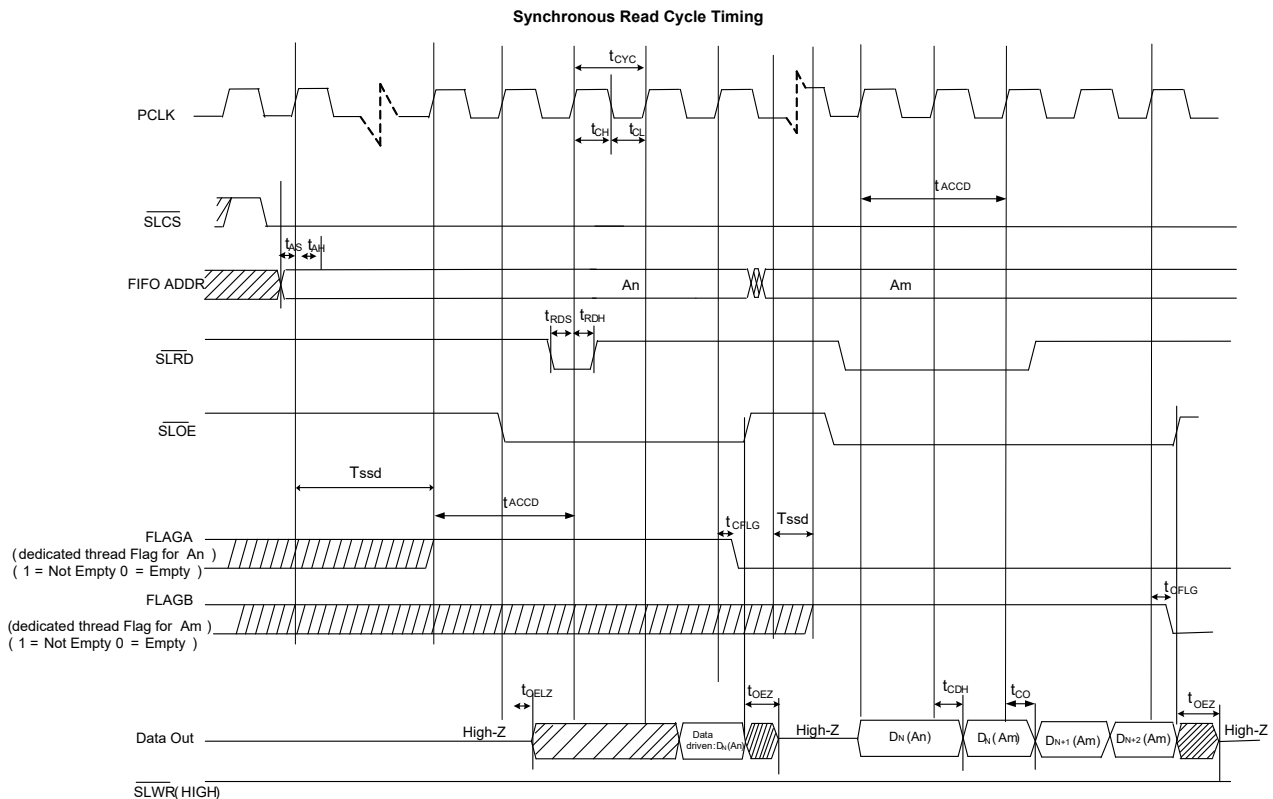 Synchronous Read Cycle Timing
tCYC
PCLK
tCH
tCL
tACCD
SLCS
tAS
tAH
FIFO ADDR
An
Am
tRDS
tRDH
SLRD
SLOE
Tssd
tACCD
tCFLG
Tssd
FLAGA
(dedicated thread Flag for An )
( 1 = Not Empty 0 = Empty )
FLAGB
(dedicated thread Flag for Am )
( 1 = Not Empty 0 = Empty )
tCFLG
tOELZ
tOEZ
tCDH
tCO
tOEZ
Data Out
High-Z
Data
driven:DN(An)
High-Z
DN(An)
DN(Am)
DN+1(Am)
DN+2(Am)
High-Z
SLWR(HIGH)